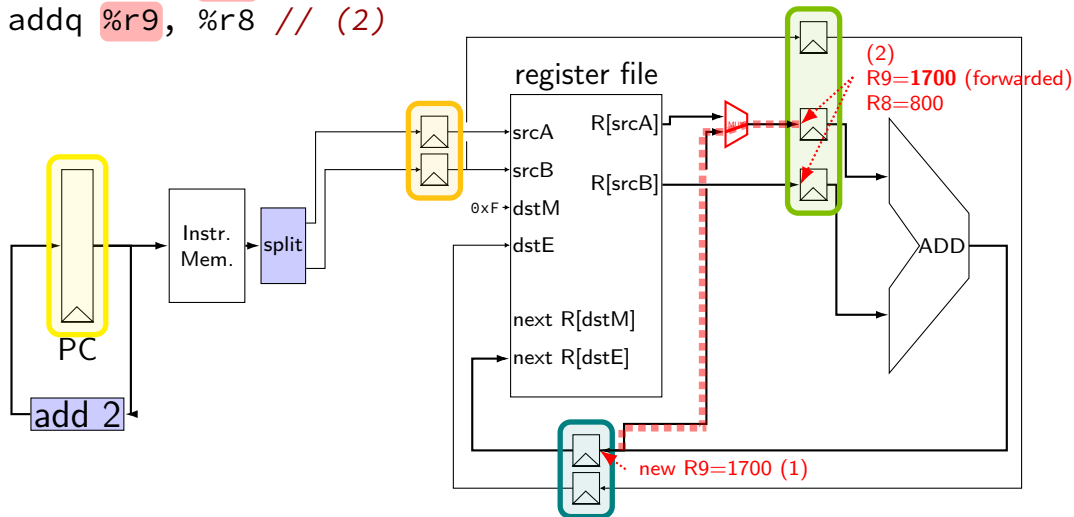 addq %r9, %r8 // (2)
register file
(2)
R9=1700 (forwarded)
R8=800
srcA
srcB
dstM
dstE
0xF
R[srcA]
R[srcB]
MUX
next R[dstM]
next R[dstE]
Instr.
Mem.
split
ADD
PC
add 2
new R9=1700 (1)